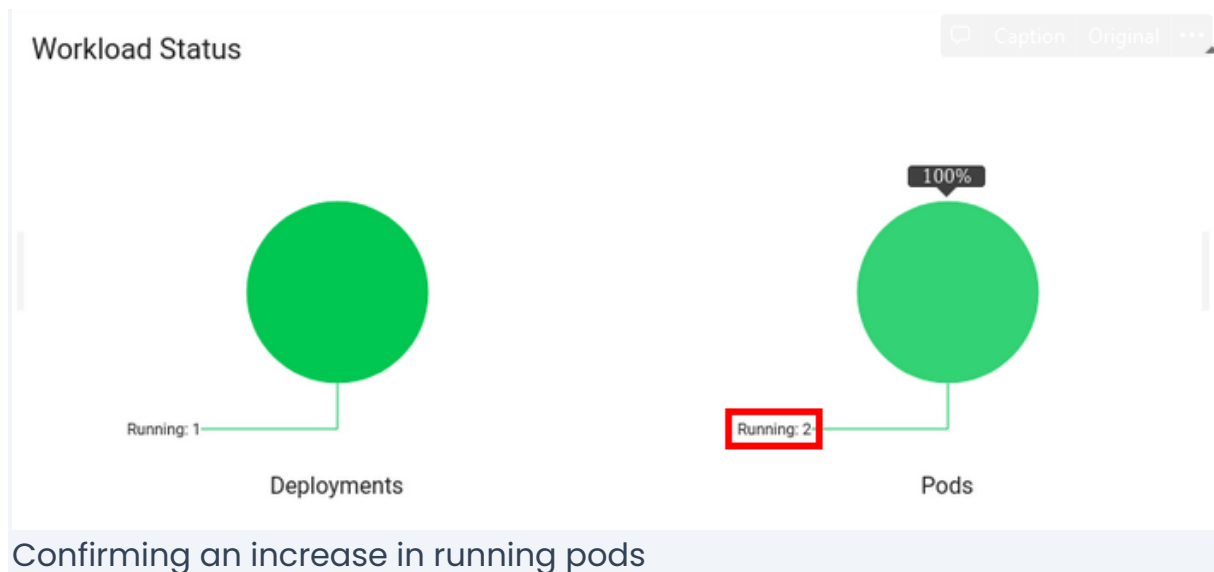 Workload Status
Caption Original
100%
Running: 1
Running: 2
Deployments
Pods
Confirming an increase in running pods